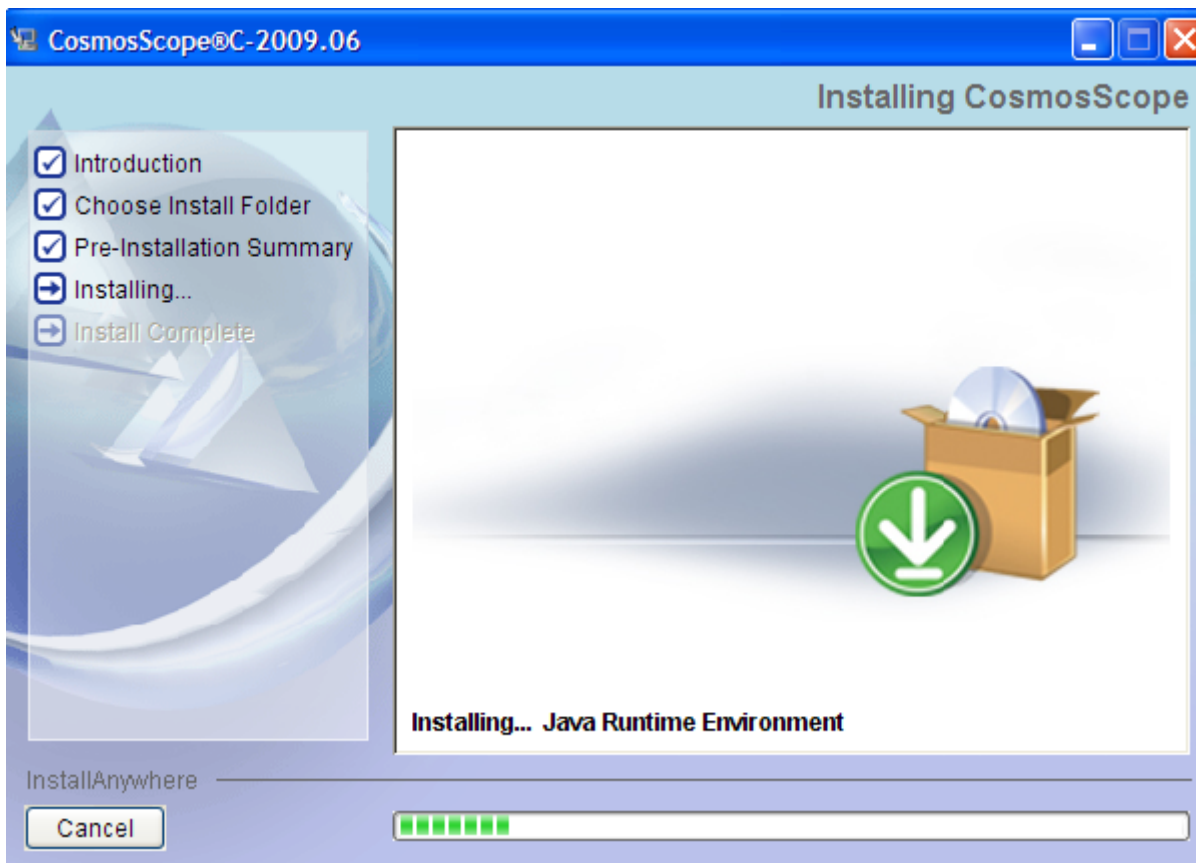 CosmosScope®C-2009.06
Installing CosmosScope
Introduction
Choose Install Folder
Pre-Installation Summary
Installing...
Install Complete
Installing... Java Runtime Environment
InstallAnywhere
Cancel